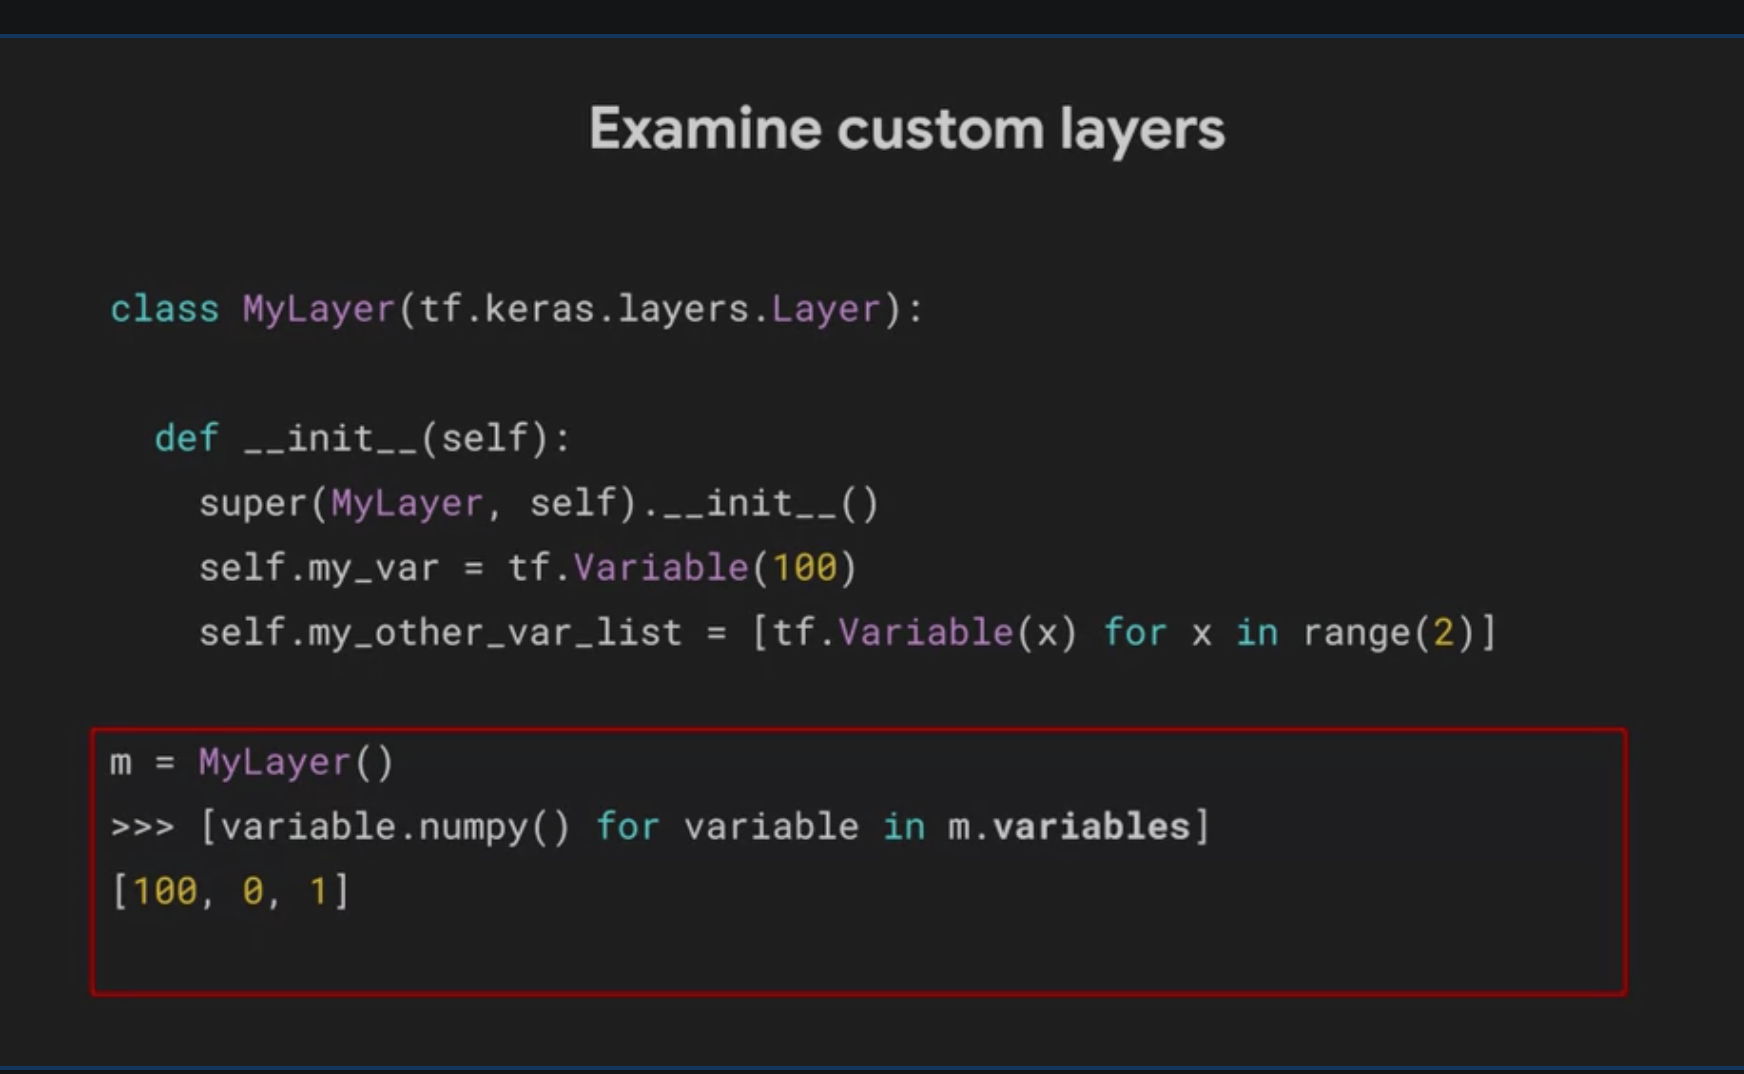 Examine custom layers
class MyLayer(tf.keras.layers.Layer):
def __init__(self):
super(MyLayer, self).__init__()
self.my_var = tf.Variable(100)
self.my_other_var_list = [tf.Variable(x) for x in range(2)]
m = MyLayer()
>>> [variable.numpy() for variable in m.variables]
[100, 0, 1]